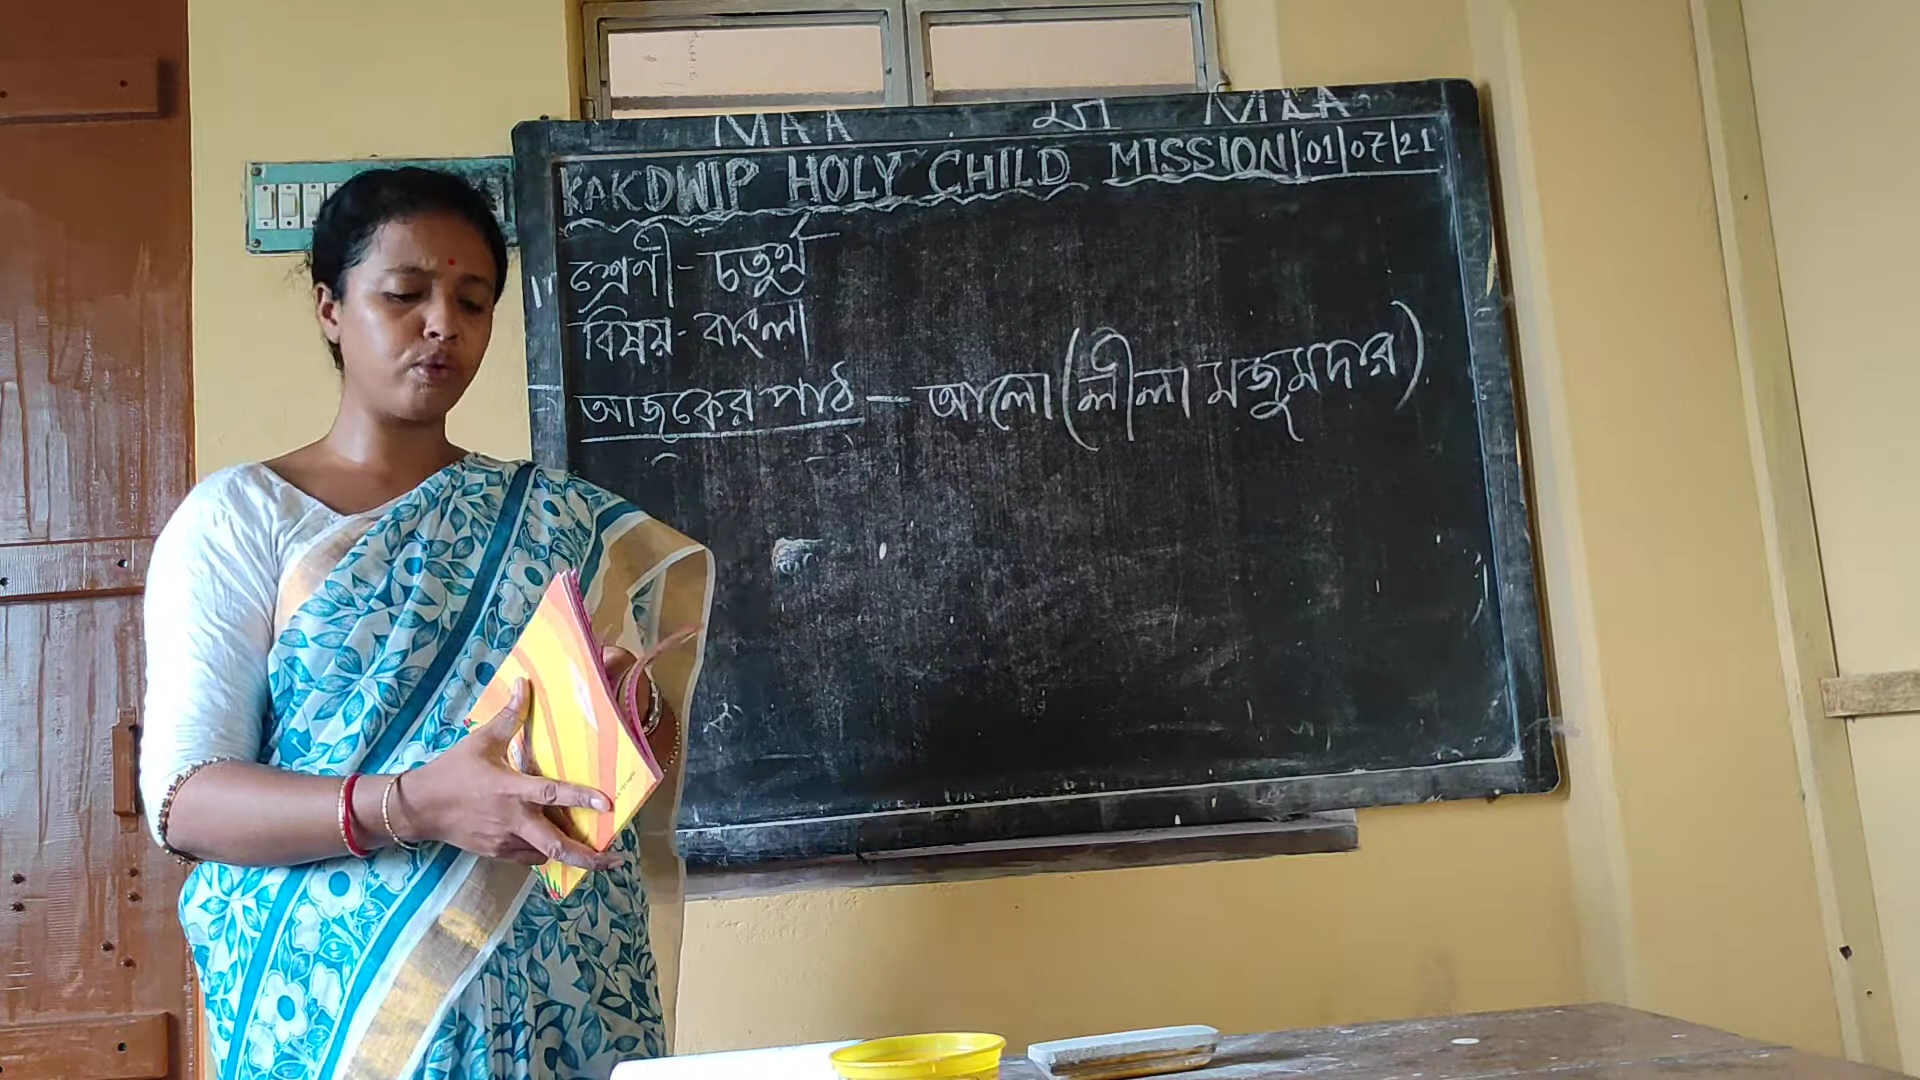 MAA মা MAA
KAKDWIP HOLY CHILD MISSION 01/07/21
শ্রেণী - চতুর্থ
বিষয় - বাংলা
আজকের পাঠ — আলো (লীলা মজুমদার)